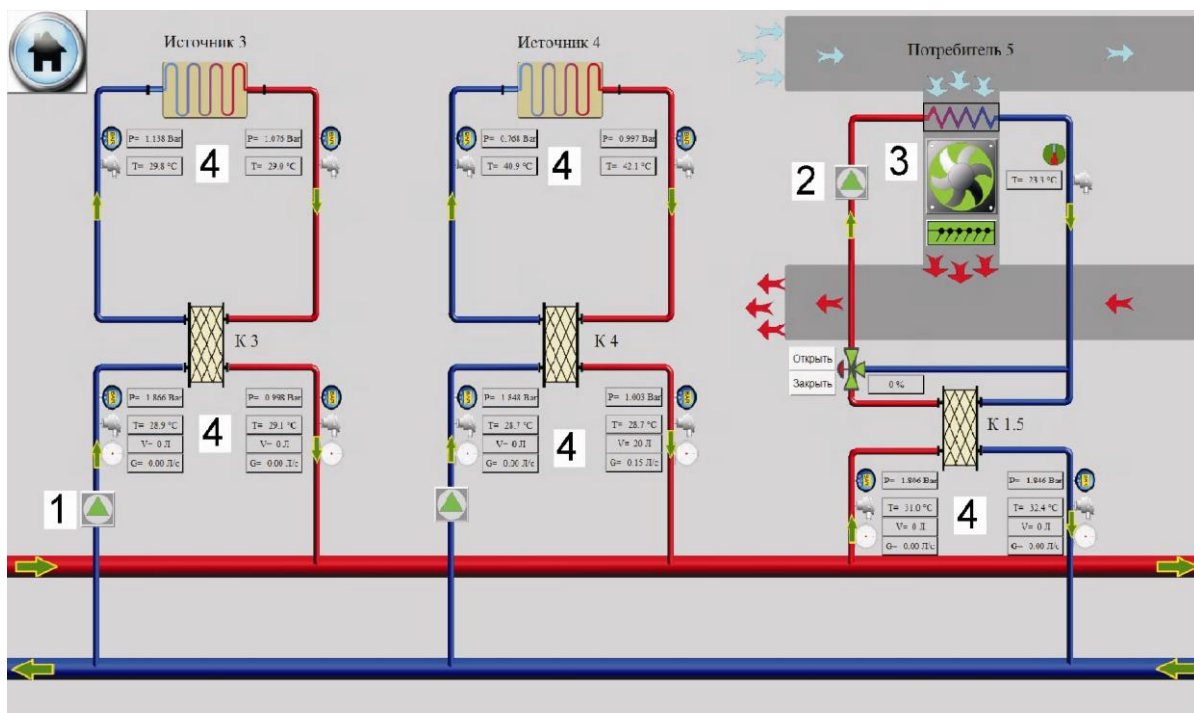 Источник 3
P= 1.138 Bar
P= 1.075 Bar
T= 29.8 °C
T= 29.0 °C
4
К 3
P= 1.866 Bar
P= 0.998 Bar
T= 28.9 °C
T= 29.1 °C
4
V= 0 Л
V= 0 Л
G= 0.00 Л/с
G= 0.00 Л/с
1
Источник 4
P= 0.768 Bar
P= 0.997 Bar
T= 40.9 °C
T= 42.1 °C
4
К 4
P= 1.848 Bar
P= 1.003 Bar
T= 28.7 °C
T= 28.7 °C
4
V= 0 Л
V= 20 Л
G= 0.00 Л/с
G= 0.15 Л/с
Потребитель 5
2
3
T= °C
Открыть
Закрыть
0 %
К 1.5
P= 1.806 Bar
P= 1.846 Bar
T= 31.0 °C
T= 32.4 °C
4
V= 0 Л
V= 0 Л
G= 0.00 Л/с
G= 0.00 Л/с